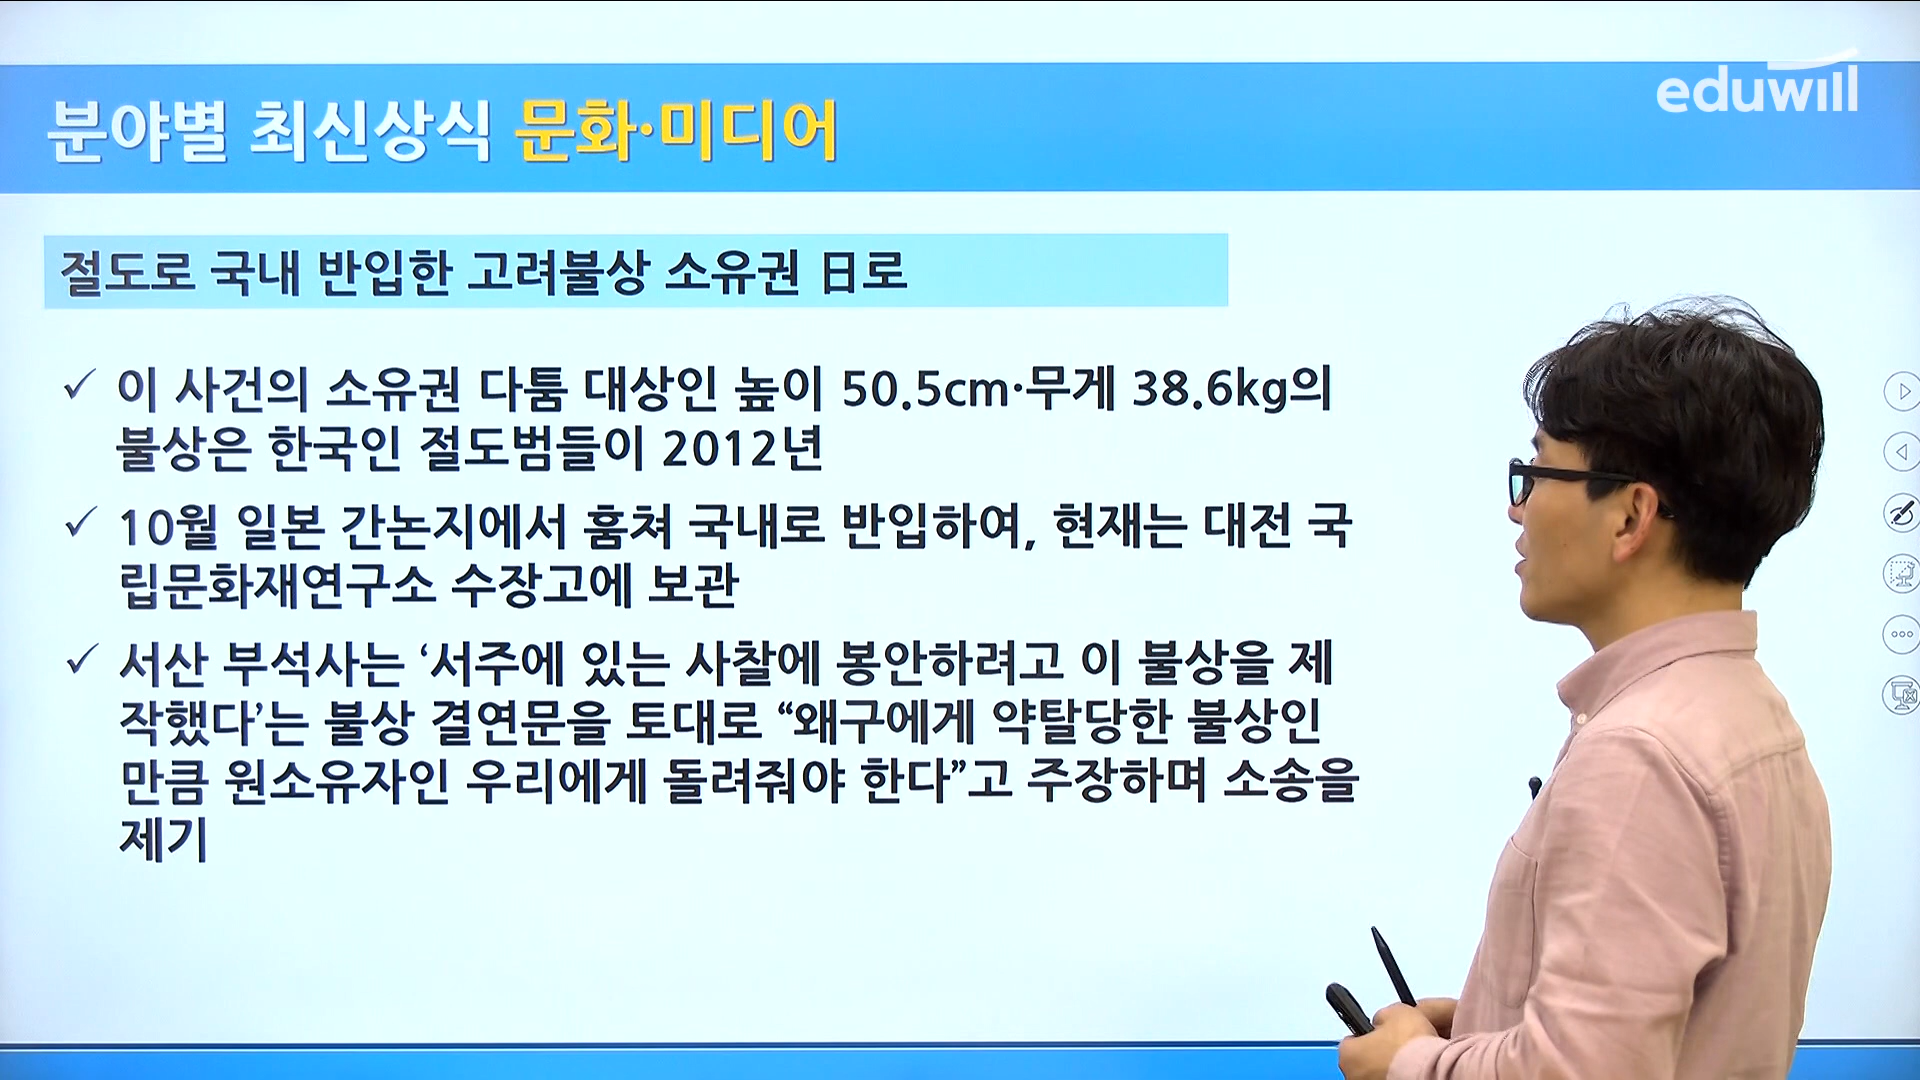 eduwill
분야별 최신상식 문화·미디어
절도로 국내 반입한 고려불상 소유권 日로
✓ 이 사건의 소유권 다툼 대상인 높이 50.5cm·무게 38.6kg의
불상은 한국인 절도범들이 2012년
✓ 10월 일본 간논지에서 훔쳐 국내로 반입하여, 현재는 대전 국
립문화재연구소 수장고에 보관
✓ 서산 부석사는 ‘서주에 있는 사찰에 봉안하려고 이 불상을 제
작했다’는 불상 결연문을 토대로 “왜구에게 약탈당한 불상인
만큼 원소유자인 우리에게 돌려줘야 한다”고 주장하며 소송을
제기